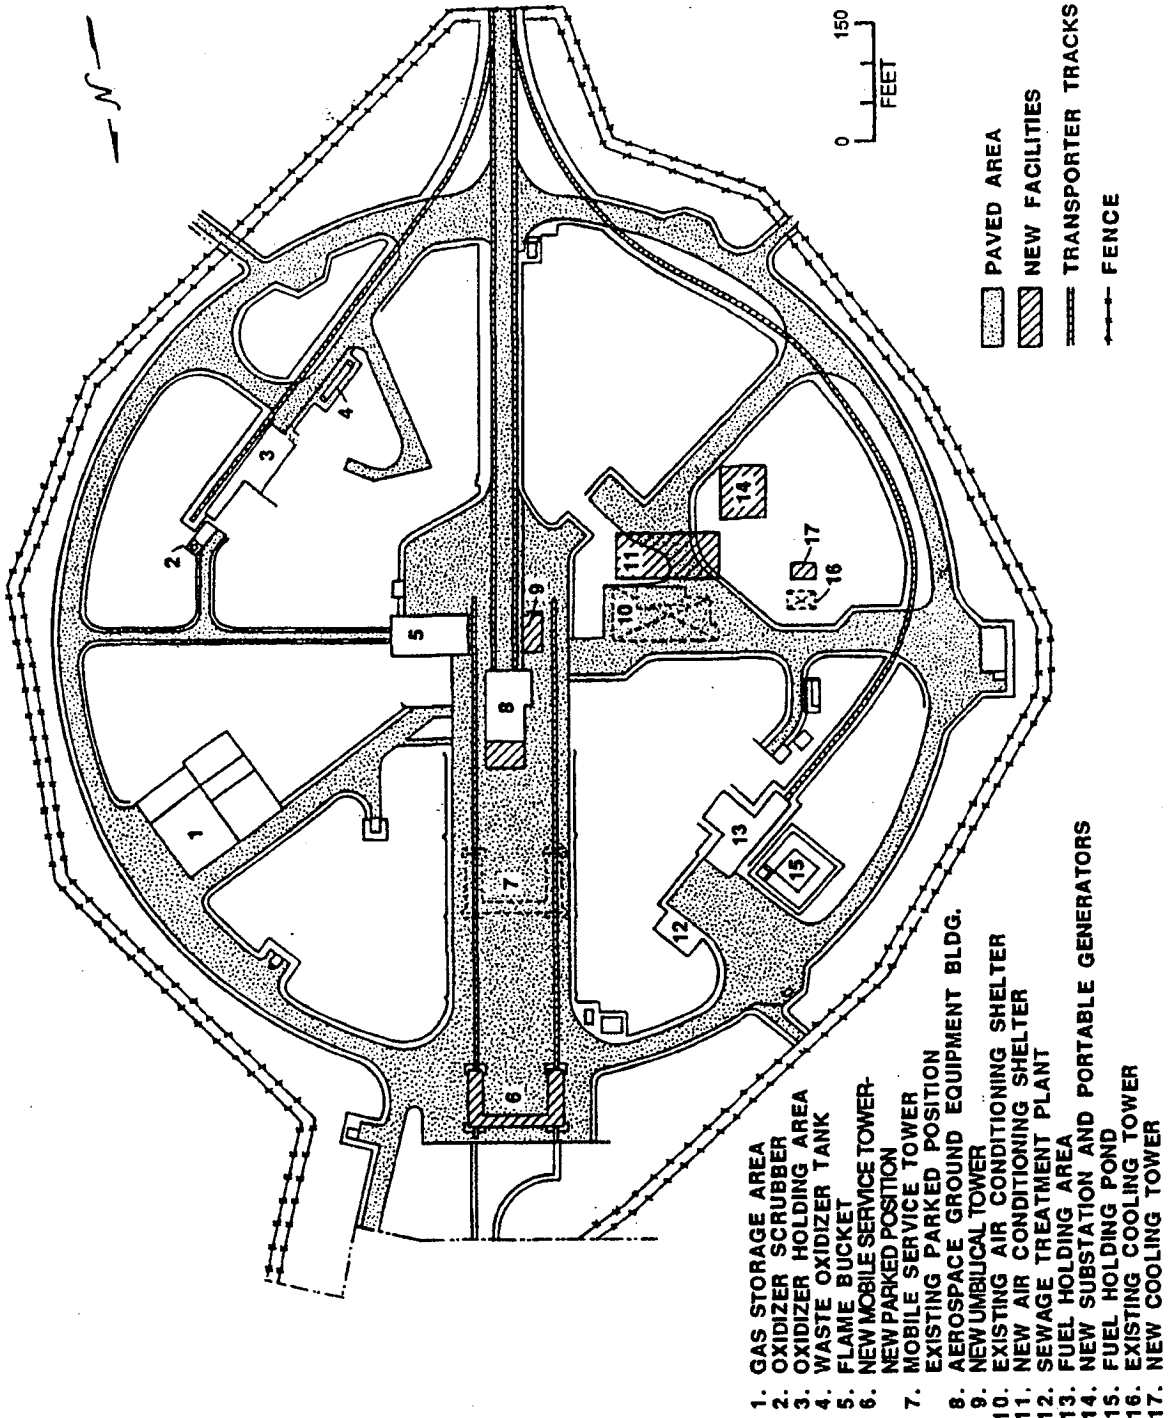 N
0 150
FEET
PAVED AREA
NEW FACILITIES
TRANSPORTER TRACKS
FENCE
1
2
3
4
5
6
7
8
9
10
11
12
13
14
15
16
17
1. GAS STORAGE AREA
2. OXIDIZER SCRUBBER
3. OXIDIZER HOLDING AREA
4. WASTE OXIDIZER TANK
5. FLAME BUCKET
6. NEW MOBILE SERVICE TOWER-
NEW PARKED POSITION
7. MOBILE SERVICE TOWER
EXISTING PARKED POSITION
8. AEROSPACE GROUND EQUIPMENT BLDG.
9. NEW UMBILICAL TOWER
10. EXISTING AIR CONDITIONING SHELTER
11. NEW AIR CONDITIONING SHELTER
12. SEWAGE TREATMENT PLANT
13. FUEL HOLDING AREA
14. NEW SUBSTATION AND PORTABLE GENERATORS
15. FUEL HOLDING POND
16. EXISTING COOLING TOWER
17. NEW COOLING TOWER